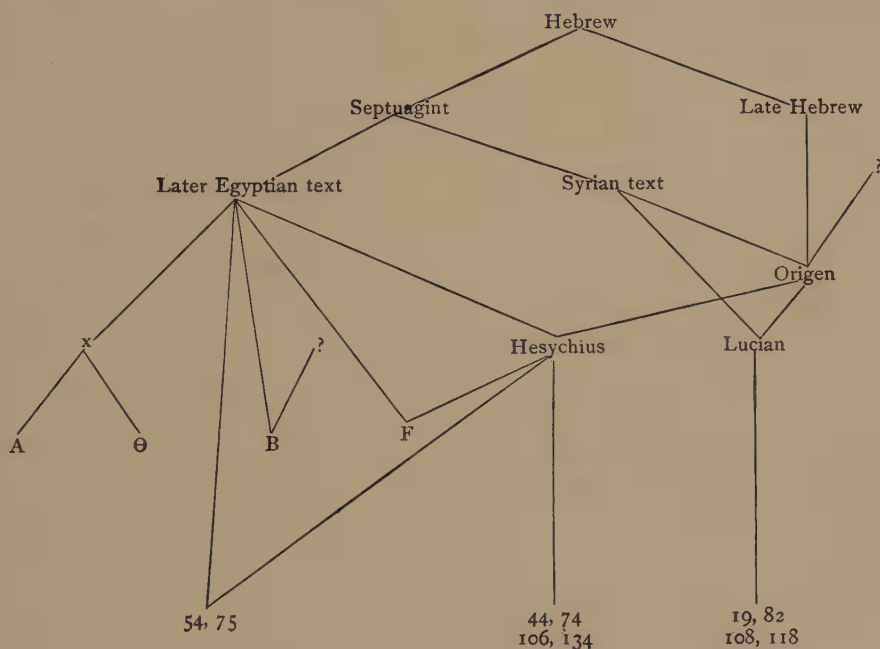 Hebrew
Septuagint
Late Hebrew
?
Later Egyptian text
Syrian text
Origen
x
?
Hesychius
Lucian
A
Θ
B
F
54, 75
44, 74
106, 134
19, 82
108, 118